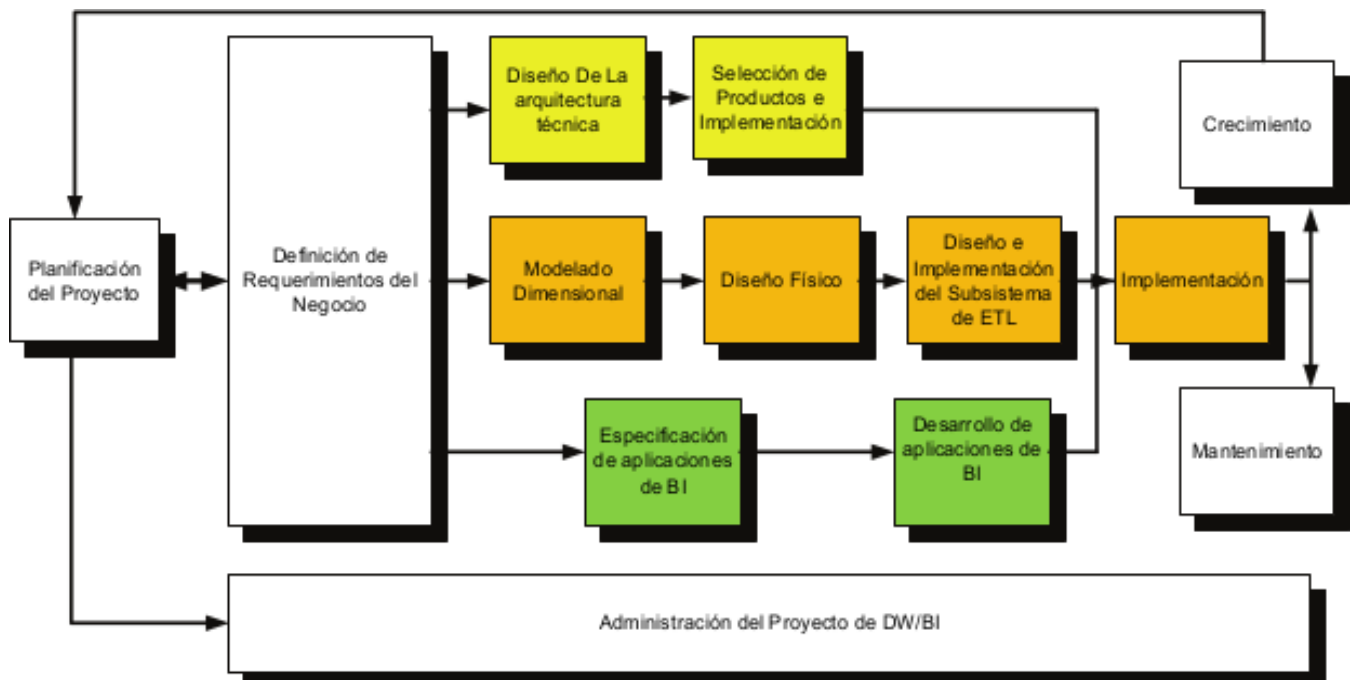 Diseño De La
arquitectura
técnica
Selección de
Productos e
Implementación
Crecimiento
Planificación
del Proyecto
Definición de
Requerimientos del
Negocio
Modelado
Dimensional
Diseño Físico
Diseño e
Implementación
del Subsistema
de ETL
Implementación
Especificación
de aplicaciones
de BI
Desarrollo de
aplicaciones de
BI
Mantenimiento
Administración del Proyecto de DW/BI